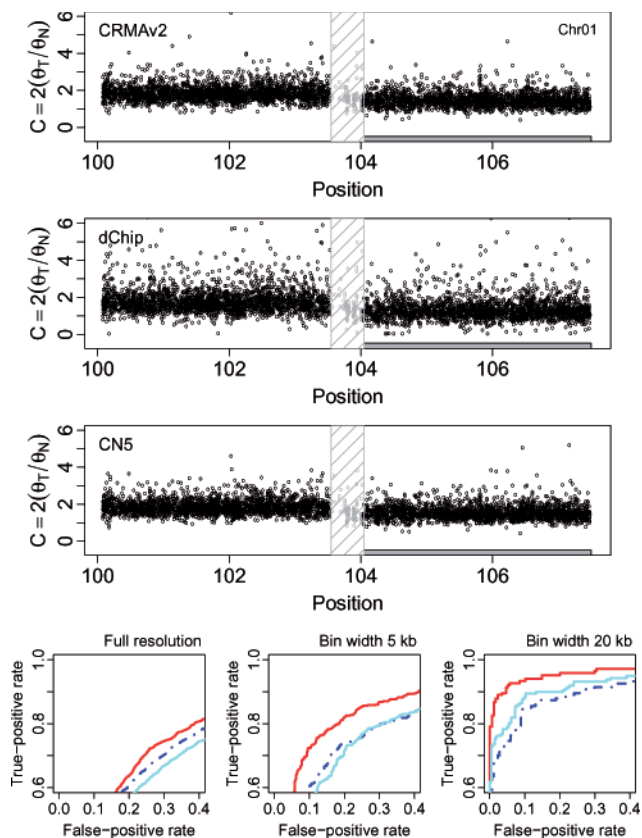 CRMAv2 Chr01
C = 2(θT/θN)
6
4
2
0
100 102 104 106
Position
dChip
C = 2(θT/θN)
6
4
2
0
100 102 104 106
Position
CN5
C = 2(θT/θN)
6
4
2
0
100 102 104 106
Position
Full resolution
True−positive rate
1.0
0.8
0.6
0.0 0.1 0.2 0.3 0.4
False−positive rate
Bin width 5 kb
True−positive rate
1.0
0.8
0.6
0.0 0.1 0.2 0.3 0.4
False−positive rate
Bin width 20 kb
True−positive rate
1.0
0.8
0.6
0.0 0.1 0.2 0.3 0.4
False−positive rate